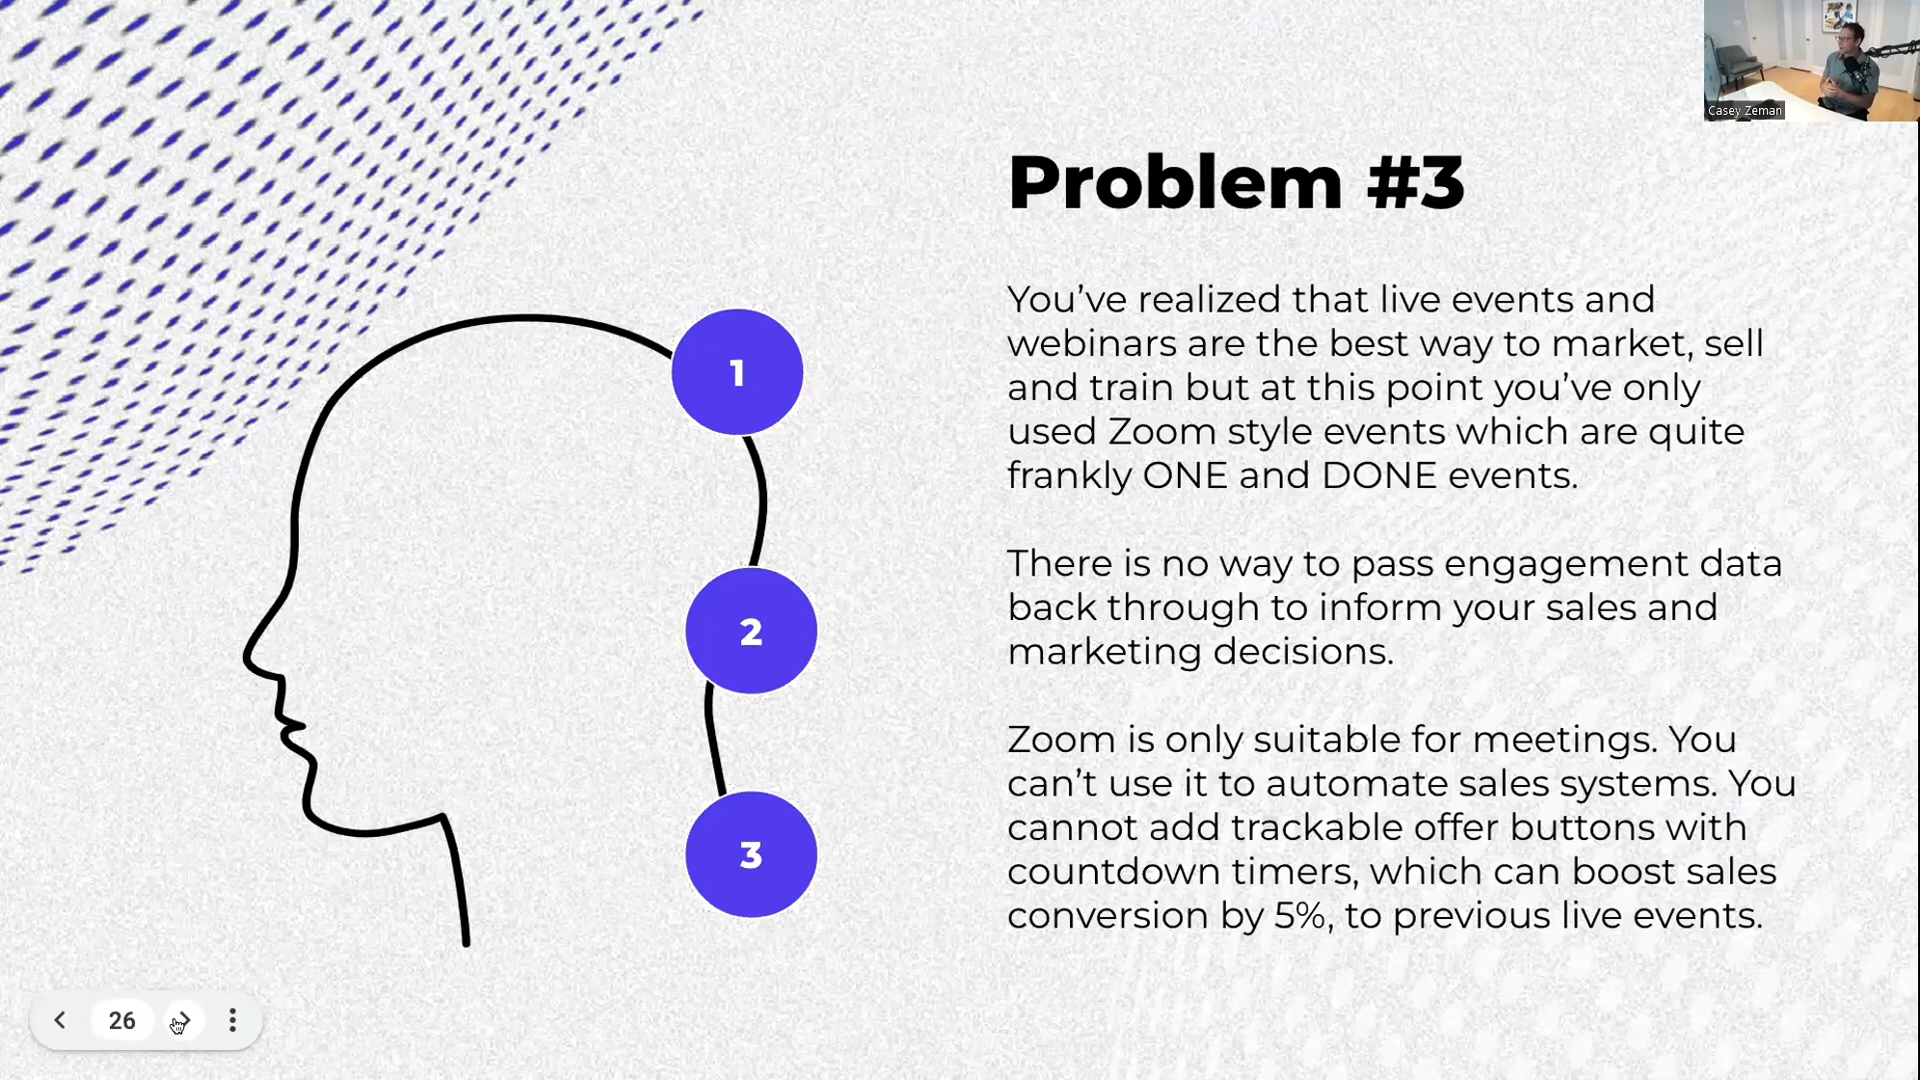 Casey Zeman
Problem #3
You’ve realized that live events and
webinars are the best way to market, sell
and train but at this point you’ve only
used Zoom style events which are quite
frankly ONE and DONE events.
There is no way to pass engagement data
back through to inform your sales and
marketing decisions.
Zoom is only suitable for meetings. You
can’t use it to automate sales systems. You
cannot add trackable offer buttons with
countdown timers, which can boost sales
conversion by 5%, to previous live events.
1
2
3
26